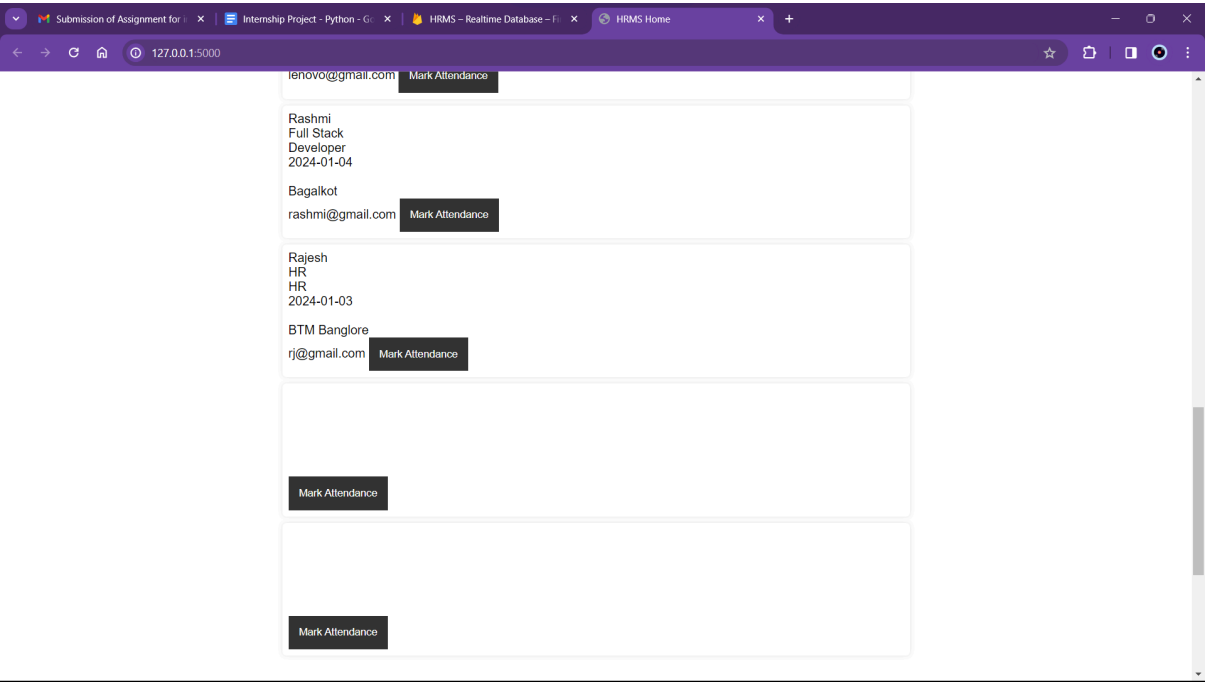 Submission of Assignment for i
Internship Project - Python - Go
HRMS – Realtime Database – Fi
HRMS Home
127.0.0.1:5000
lenovo@gmail.com Mark Attendance
Rashmi
Full Stack
Developer
2024-01-04
Bagalkot
rashmi@gmail.com Mark Attendance
Rajesh
HR
HR
2024-01-03
BTM Banglore
rj@gmail.com Mark Attendance
Mark Attendance
Mark Attendance